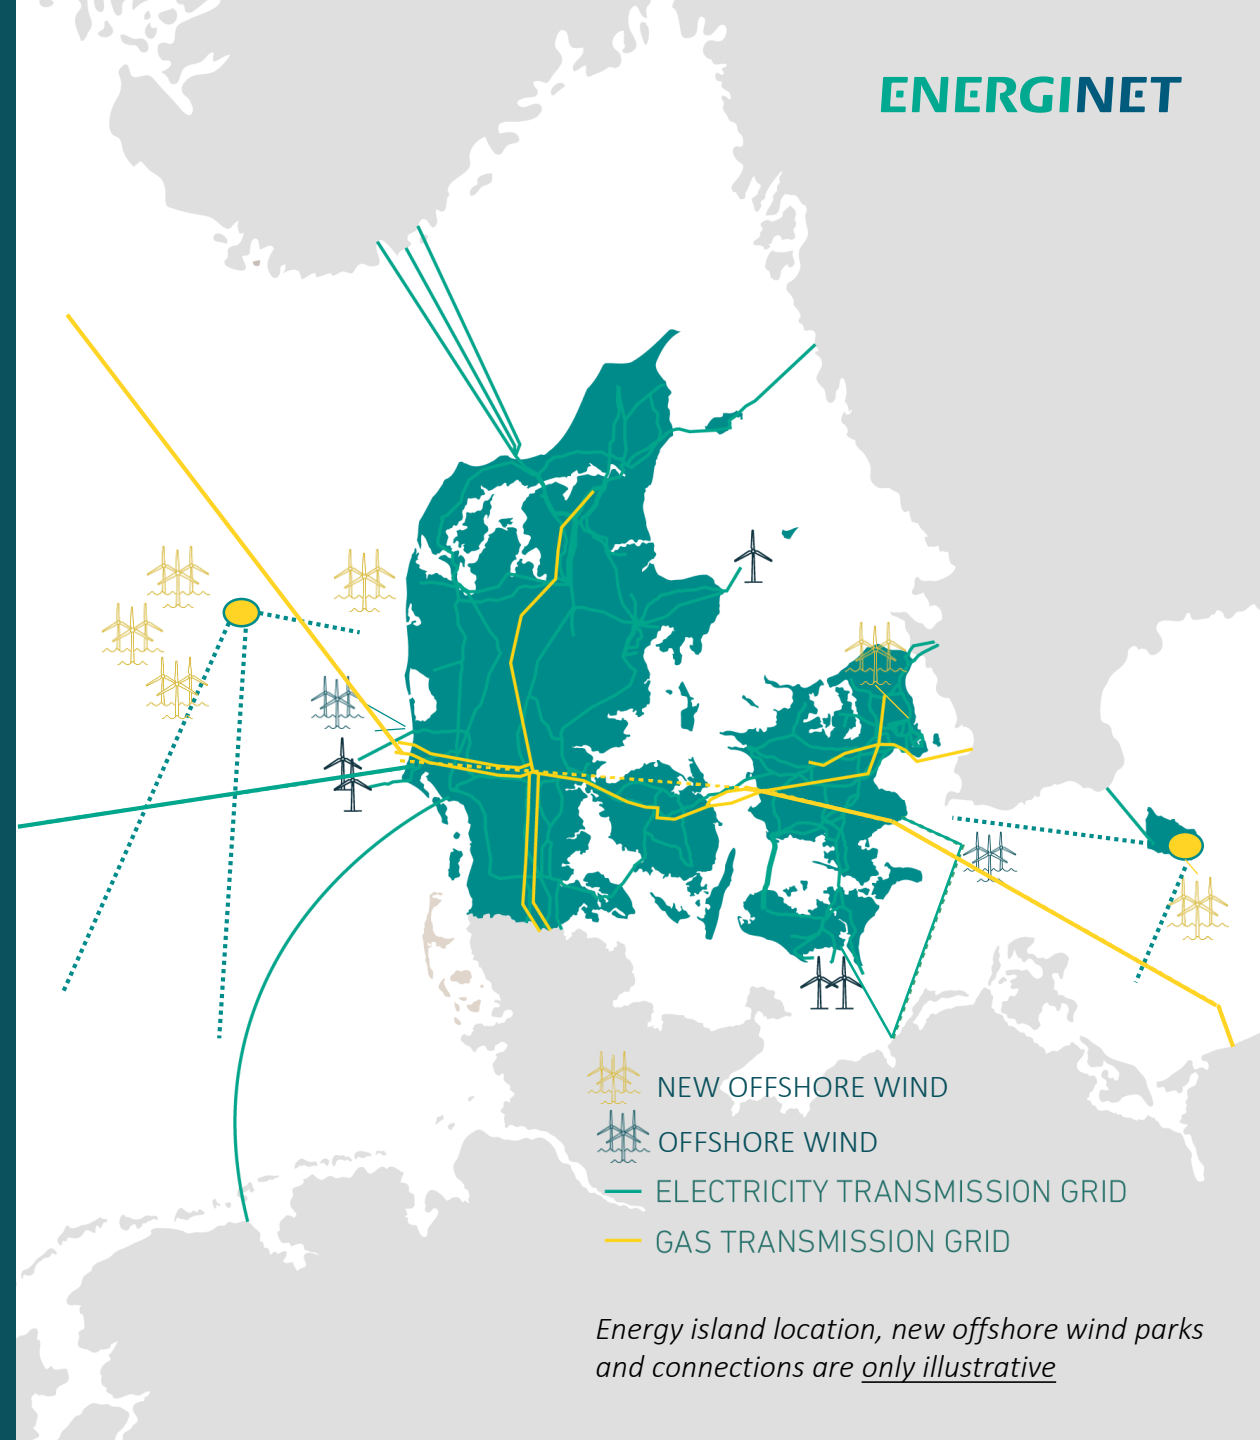 ENERGINET
NEW OFFSHORE WIND
OFFSHORE WIND
ELECTRICITY TRANSMISSION GRID
GAS TRANSMISSION GRID
Energy island location, new offshore wind parks
and connections are only illustrative